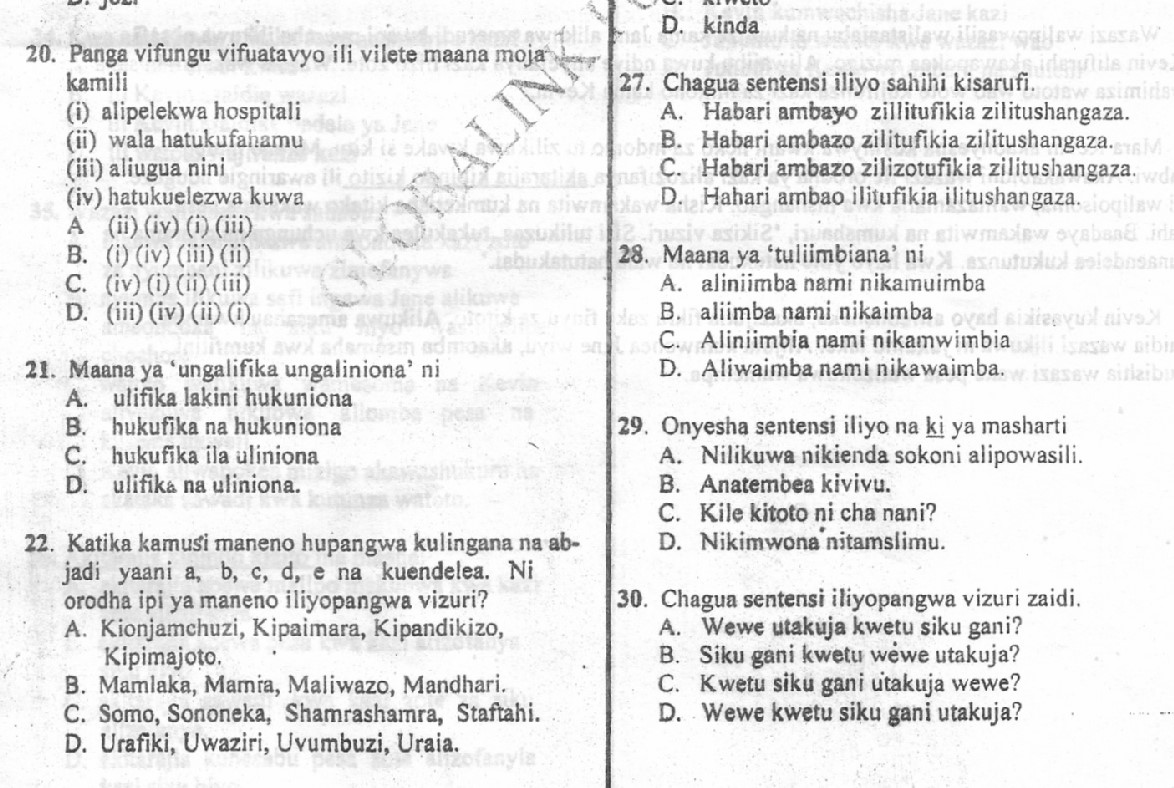 20. Panga vifungu vifuatavyo ili vilete maana moja
kamili
(i) alipelekwa hospitali
(ii) wala hatukufahamu
(iii) aliugua nini
(iv) hatukuelezwa kuwa
A (ii) (iv) (i) (iii)
B. (i) (iv) (iii) (ii)
C. (iv) (i) (ii) (iii)
D. (iii) (iv) (ii) (i)
21. Maana ya ‘ungalifika ungaliniona’ ni
A. ulifika lakini hukuniona
B. hukufika na hukuniona
C. hukufika ila uliniona
D. ulifika na uliniona.
22. Katika kamusi maneno hupangwa kulingana na ab-
jadi yaani a, b, c, d, e na kuendelea. Ni
orodha ipi ya maneno iliyopangwa vizuri?
A. Kionjamchuzi, Kipaimara, Kipandikizo,
Kipimajoto.
B. Mamlaka, Mamia, Maliwazo, Mandhari.
C. Somo, Sononeka, Shamrashamra, Staftahi.
D. Urafiki, Uwaziri, Uvumbuzi, Uraia.
D. kinda
27. Chagua sentensi iliyo sahihi kisarufi.
A. Habari ambayo zilitufikia zilitushangaza.
B. Habari ambazo zilitufikia zilitushangaza.
C. Habari ambazo zilizotufikia zilitushangaza.
D. Habari ambao ilitufikia ilitushangaza.
28. Maana ya ‘tuliimbiana’ ni
A. aliniimba nami nikamuimba
B. aliimba nami nikaimba
C. Aliniimbia nami nikamwimbia
D. Aliwaimba nami nikawaimba.
29. Onyesha sentensi iliyo na ki ya masharti
A. Nilikuwa nikienda sokoni alipowasili.
B. Anatembea kivivu.
C. Kile kitoto ni cha nani?
D. Nikimwona nitamslimu.
30. Chagua sentensi iliyopangwa vizuri zaidi.
A. Wewe utakuja kwetu siku gani?
B. Siku gani kwetu wewe utakuja?
C. Kwetu siku gani utakuja wewe?
D. Wewe kwetu siku gani utakuja?